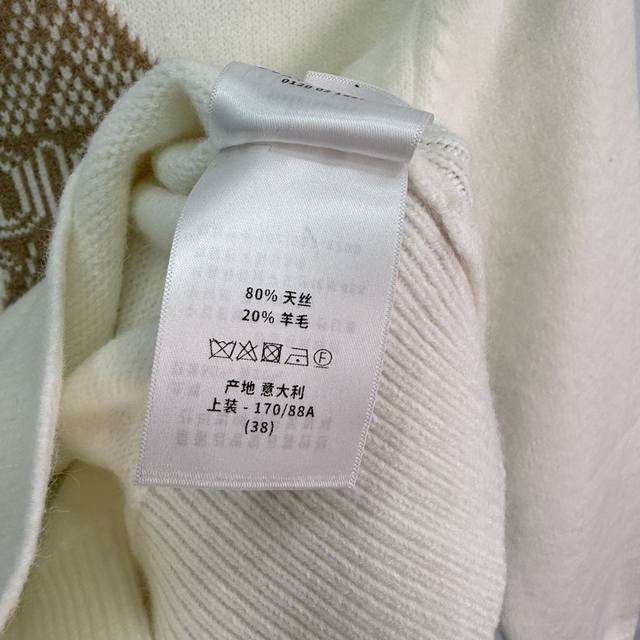 80% 天丝
20% 羊毛
F
产地 意大利
上装 - 170/88A
(38)